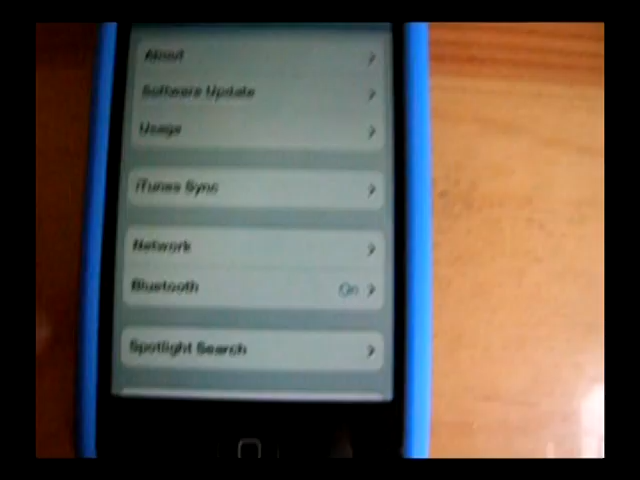 About
Software Update
Usage
iTunes Sync
Network
Bluetooth On
Spotlight Search